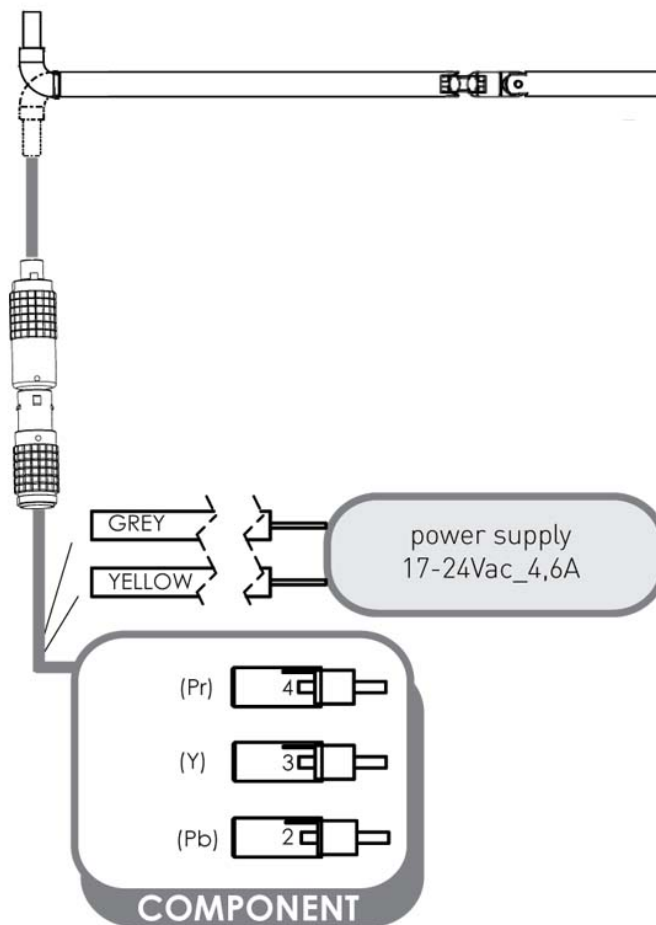 GREY
YELLOW
power supply
17-24Vac_4,6A
(Pr) 4
(Y) 3
(Pb) 2
COMPONENT